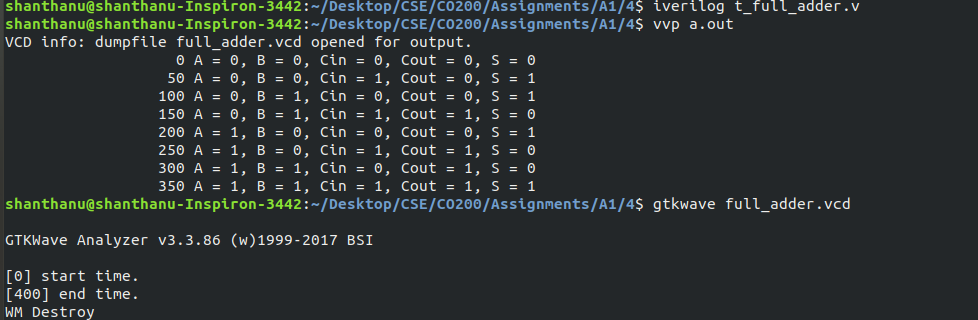 shanthanu@shanthanu-Inspiron-3442:~/Desktop/CSE/CO200/Assignments/A1/4$ iverilog t_full_adder.v
shanthanu@shanthanu-Inspiron-3442:~/Desktop/CSE/CO200/Assignments/A1/4$ vvp a.out
VCD info: dumpfile full_adder.vcd opened for output.
                   0 A = 0, B = 0, Cin = 0, Cout = 0, S = 0
                  50 A = 0, B = 0, Cin = 1, Cout = 0, S = 1
                 100 A = 0, B = 1, Cin = 0, Cout = 0, S = 1
                 150 A = 0, B = 1, Cin = 1, Cout = 1, S = 0
                 200 A = 1, B = 0, Cin = 0, Cout = 0, S = 1
                 250 A = 1, B = 0, Cin = 1, Cout = 1, S = 0
                 300 A = 1, B = 1, Cin = 0, Cout = 1, S = 0
                 350 A = 1, B = 1, Cin = 1, Cout = 1, S = 1
shanthanu@shanthanu-Inspiron-3442:~/Desktop/CSE/CO200/Assignments/A1/4$ gtkwave full_adder.vcd
GTKWave Analyzer v3.3.86 (w)1999-2017 BSI
[0] start time.
[400] end time.
WM Destroy